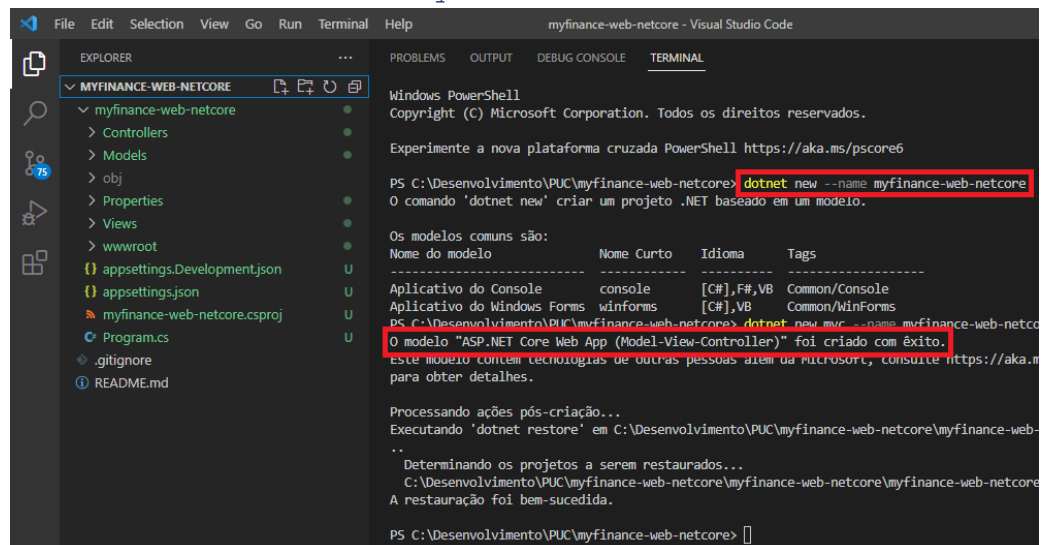 File Edit Selection View Go Run Terminal Help
myfinance-web-netcore - Visual Studio Code
EXPLORER
MYFINANCE-WEB-NETCORE
myfinance-web-netcore
Controllers
Models
obj
Properties
Views
wwwroot
appsettings.Development.json U
appsettings.json U
myfinance-web-netcore.csproj U
Program.cs U
.gitignore
README.md
75
PROBLEMS OUTPUT DEBUG CONSOLE TERMINAL
Windows PowerShell
Copyright (C) Microsoft Corporation. Todos os direitos reservados.
Experimente a nova plataforma cruzada PowerShell https://aka.ms/pscore6
PS C:\Desenvolvimento\PUC\myfinance-web-netcore> dotnet new --name myfinance-web-netcore
O comando 'dotnet new' criar um projeto .NET baseado em um modelo.
Os modelos comuns são:
Nome do modelo Nome Curto Idioma Tags
-------------------------- ------------ ---------- -------------------
Aplicativo do Console console [C#],F#,VB Common/Console
Aplicativo do Windows Forms winforms [C#],VB Common/WinForms
PS C:\Desenvolvimento\PUC\myfinance-web-netcore> dotnet new mvc --name myfinance-web-netco
O modelo "ASP.NET Core Web App (Model-View-Controller)" foi criado com êxito.
Este modelo contém tecnologias de outras pessoas além da Microsoft, consulte https://aka.m
para obter detalhes.
Processando ações pós-criação...
Executando 'dotnet restore' em C:\Desenvolvimento\PUC\myfinance-web-netcore\myfinance-web-
..
Determinando os projetos a serem restaurados...
C:\Desenvolvimento\PUC\myfinance-web-netcore\myfinance-web-netcore\myfinance-web-netcore
A restauração foi bem-sucedida.
PS C:\Desenvolvimento\PUC\myfinance-web-netcore>